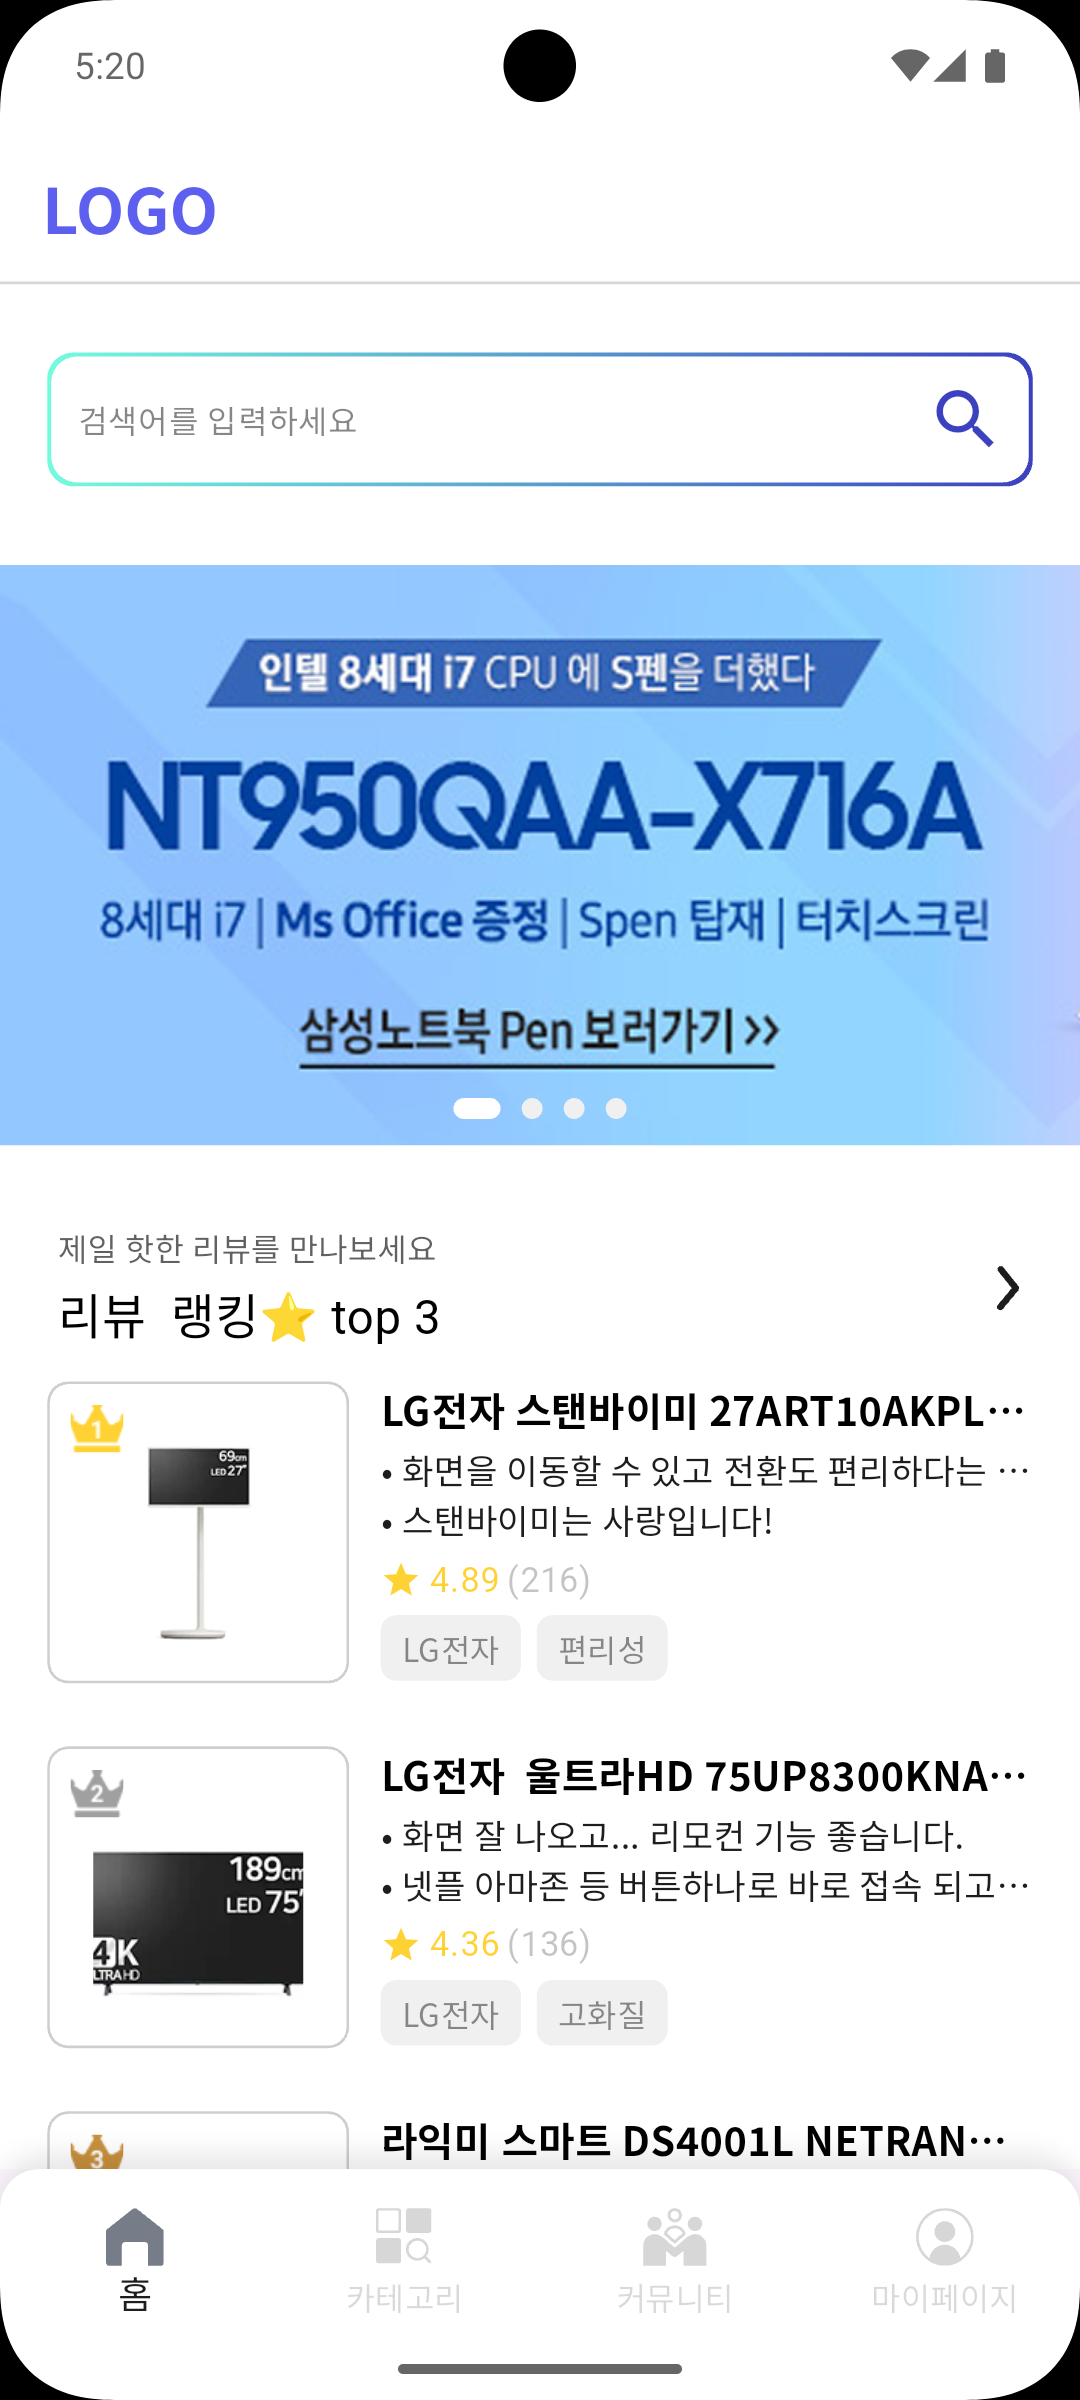 5:20
LOGO
검색어를 입력하세요
인텔 8세대 i7 CPU 에 S펜을 더했다
NT950QAA-X716A
8세대 i7 | Ms Office 증정 | Spen 탑재 | 터치스크린
삼성노트북 Pen 보러가기 >>
제일 핫한 리뷰를 만나보세요
리뷰 랭킹⭐ top 3
1
69cm
LED 27"
LG전자 스탠바이미 27ART10AKPL…
• 화면을 이동할 수 있고 전환도 편리하다는 …
• 스탠바이미는 사랑입니다!
4.89 (216)
LG전자 편리성
2
189cm
LED 75"
4K
LTRA HD
LG전자 울트라HD 75UP8300KNA…
• 화면 잘 나오고... 리모컨 기능 좋습니다.
• 넷플 아마존 등 버튼하나로 바로 접속 되고…
4.36 (136)
LG전자 고화질
3
라익미 스마트 DS4001L NETRAN…
홈 카테고리 커뮤니티 마이페이지